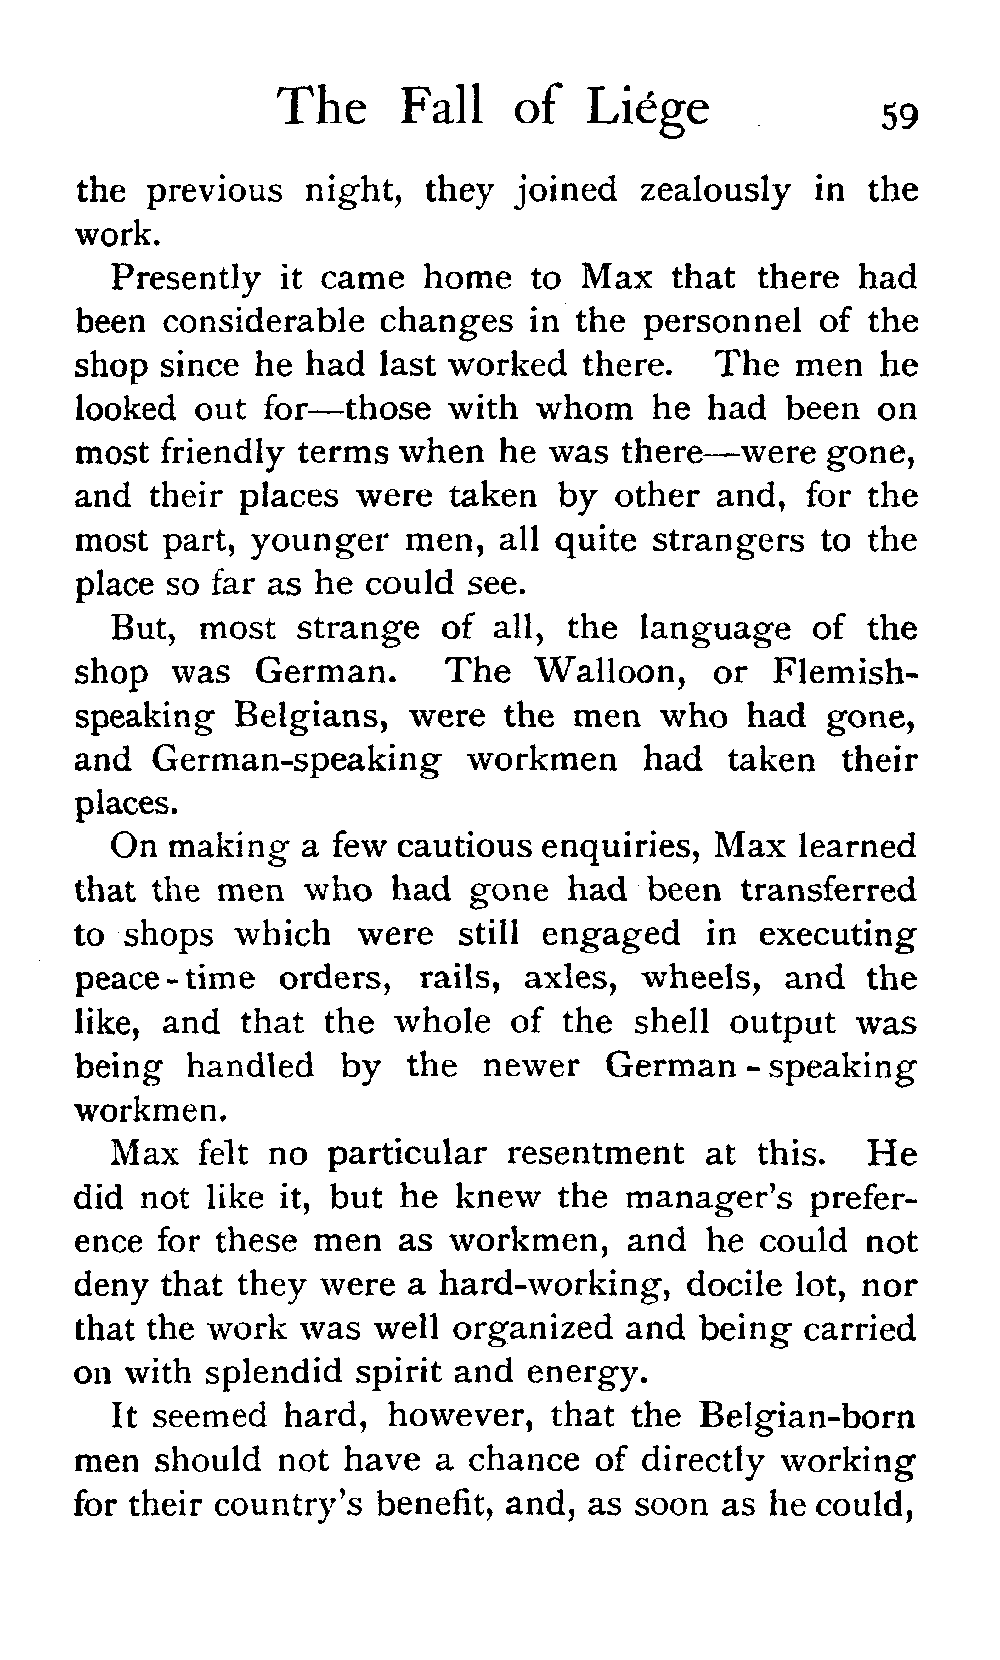 The Fall of Liége 59
the previous night, they joined zealously in the
work.
Presently it came home to Max that there had
been considerable changes in the personnel of the
shop since he had last worked there. The men he
looked out for—those with whom he had been on
most friendly terms when he was there—were gone,
and their places were taken by other and, for the
most part, younger men, all quite strangers to the
place so far as he could see.
But, most strange of all, the language of the
shop was German. The Walloon, or Flemish-
speaking Belgians, were the men who had gone,
and German-speaking workmen had taken their
places.
On making a few cautious enquiries, Max learned
that the men who had gone had been transferred
to shops which were still engaged in executing
peace-time orders, rails, axles, wheels, and the
like, and that the whole of the shell output was
being handled by the newer German-speaking
workmen.
Max felt no particular resentment at this. He
did not like it, but he knew the manager's prefer-
ence for these men as workmen, and he could not
deny that they were a hard-working, docile lot, nor
that the work was well organized and being carried
on with splendid spirit and energy.
It seemed hard, however, that the Belgian-born
men should not have a chance of directly working
for their country's benefit, and, as soon as he could,